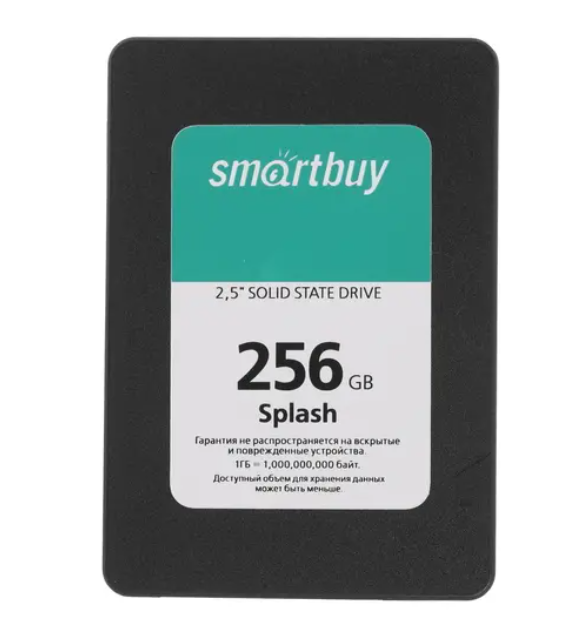 smartbuy
2,5" SOLID STATE DRIVE
256 GB
Splash
Гарантия не распространяется на вскрытые
и поврежденные устройства.
1ГБ = 1,000,000,000 байт.
Доступный объем для хранения данных
может быть меньше.